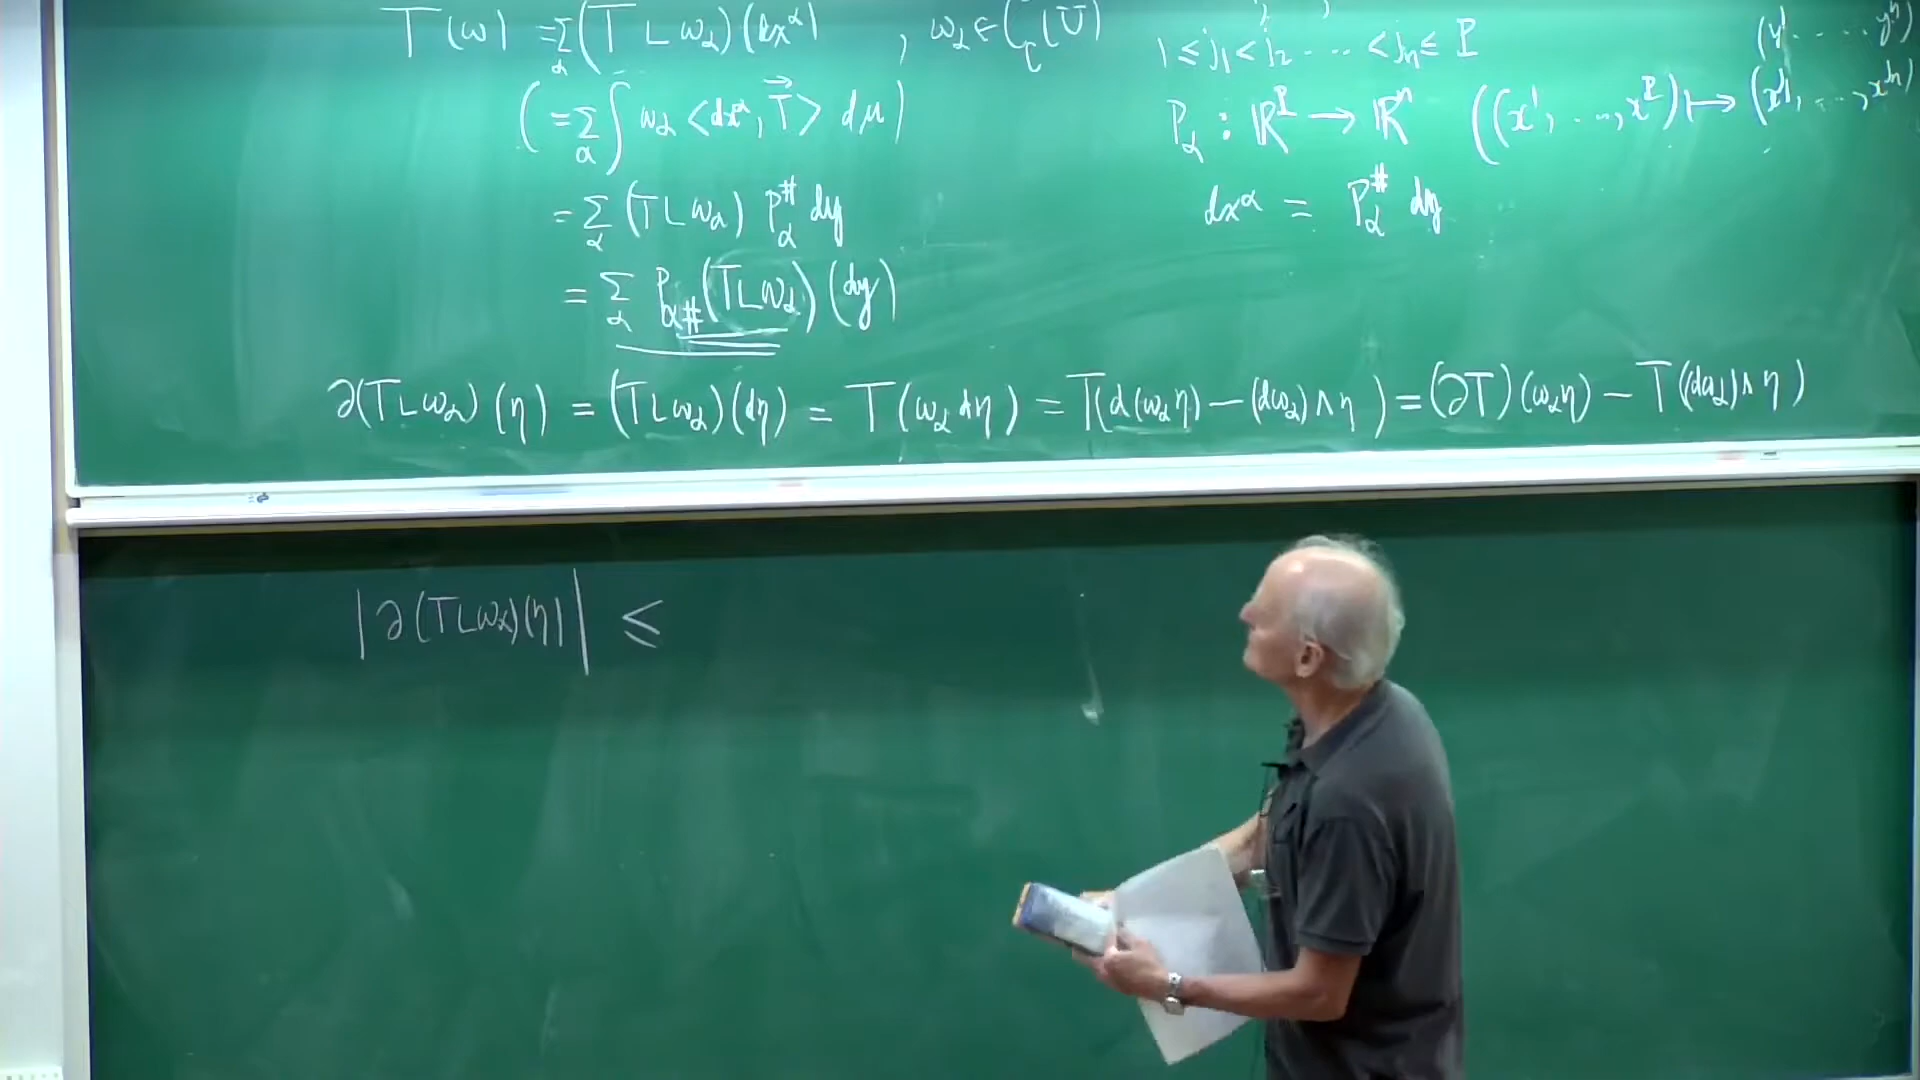 T(ω) = Σ_α (T ⌞ ω_α)(dx^α) , ω_α ∈ C_c(U)
( = Σ_α ∫ ω_α <dx^α, T⃗> dμ )
= Σ_α (T⌞ω_α) P_α^# dy
= Σ_α P_α# (T⌞ω_α)(dy)
1 ≤ j_1 < j_2 ... < j_n ≤ P
(y^1, ..., y^n)
P_α : ℝ^P → ℝ^n ((x^1, ..., x^P) ↦ (x^{j_1}, ..., x^{j_n})
dx^α = P_α^# dy
∂(T⌞ω_α)(η) = (T⌞ω_α)(dη) = T(ω_α dη) = T(d(ω_α η) − (dω_α)∧η) = (∂T)(ω_α η) − T((dω_α)∧η)
|∂(T⌞ω_α)(η)| ≤